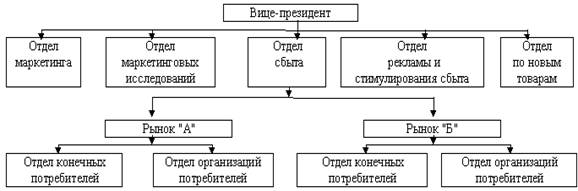 Вице-президент
Отдел
маркетинга
Отдел
маркетинговых
исследований
Отдел
сбыта
Отдел
рекламы и
стимулирования сбыта
Отдел
по новым
товарам
Рынок "А"
Рынок "Б"
Отдел конечных
потребителей
Отдел организаций
потребителей
Отдел конечных
потребителей
Отдел организаций
потребителей